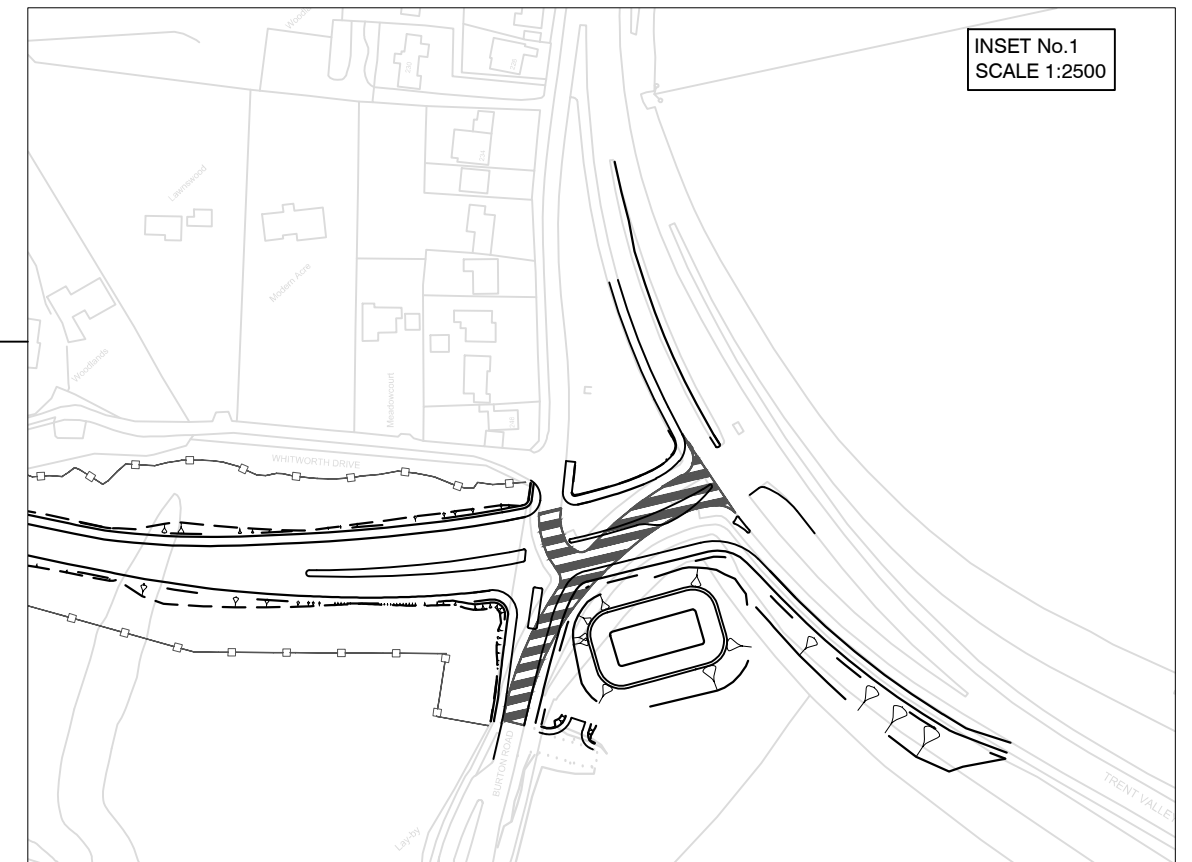 INSET No.1
SCALE 1:2500
Lawnswood
Modern Acre
Woodlands
Meadowcourt
WHITWORTH DRIVE
BURTON ROAD
Lay-by
TRENT VALLEY